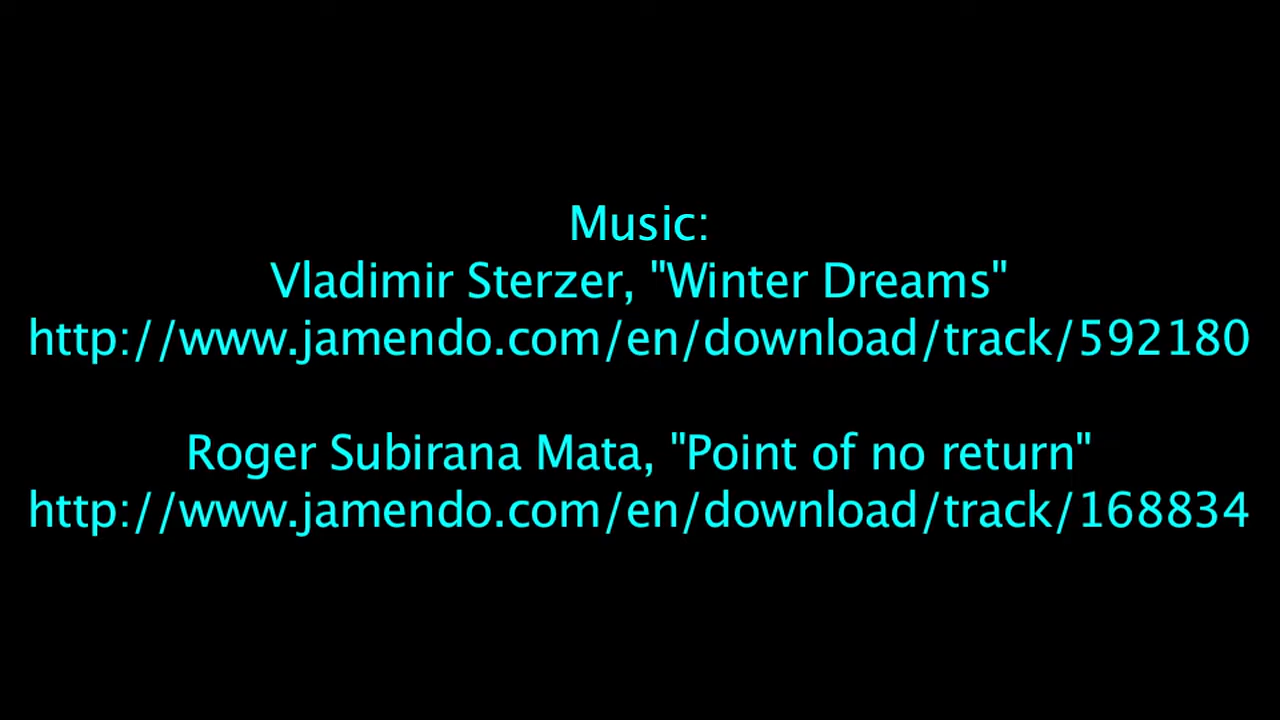 Music:
Vladimir Sterzer, "Winter Dreams"
http://www.jamendo.com/en/download/track/592180
Roger Subirana Mata, "Point of no return"
http://www.jamendo.com/en/download/track/168834